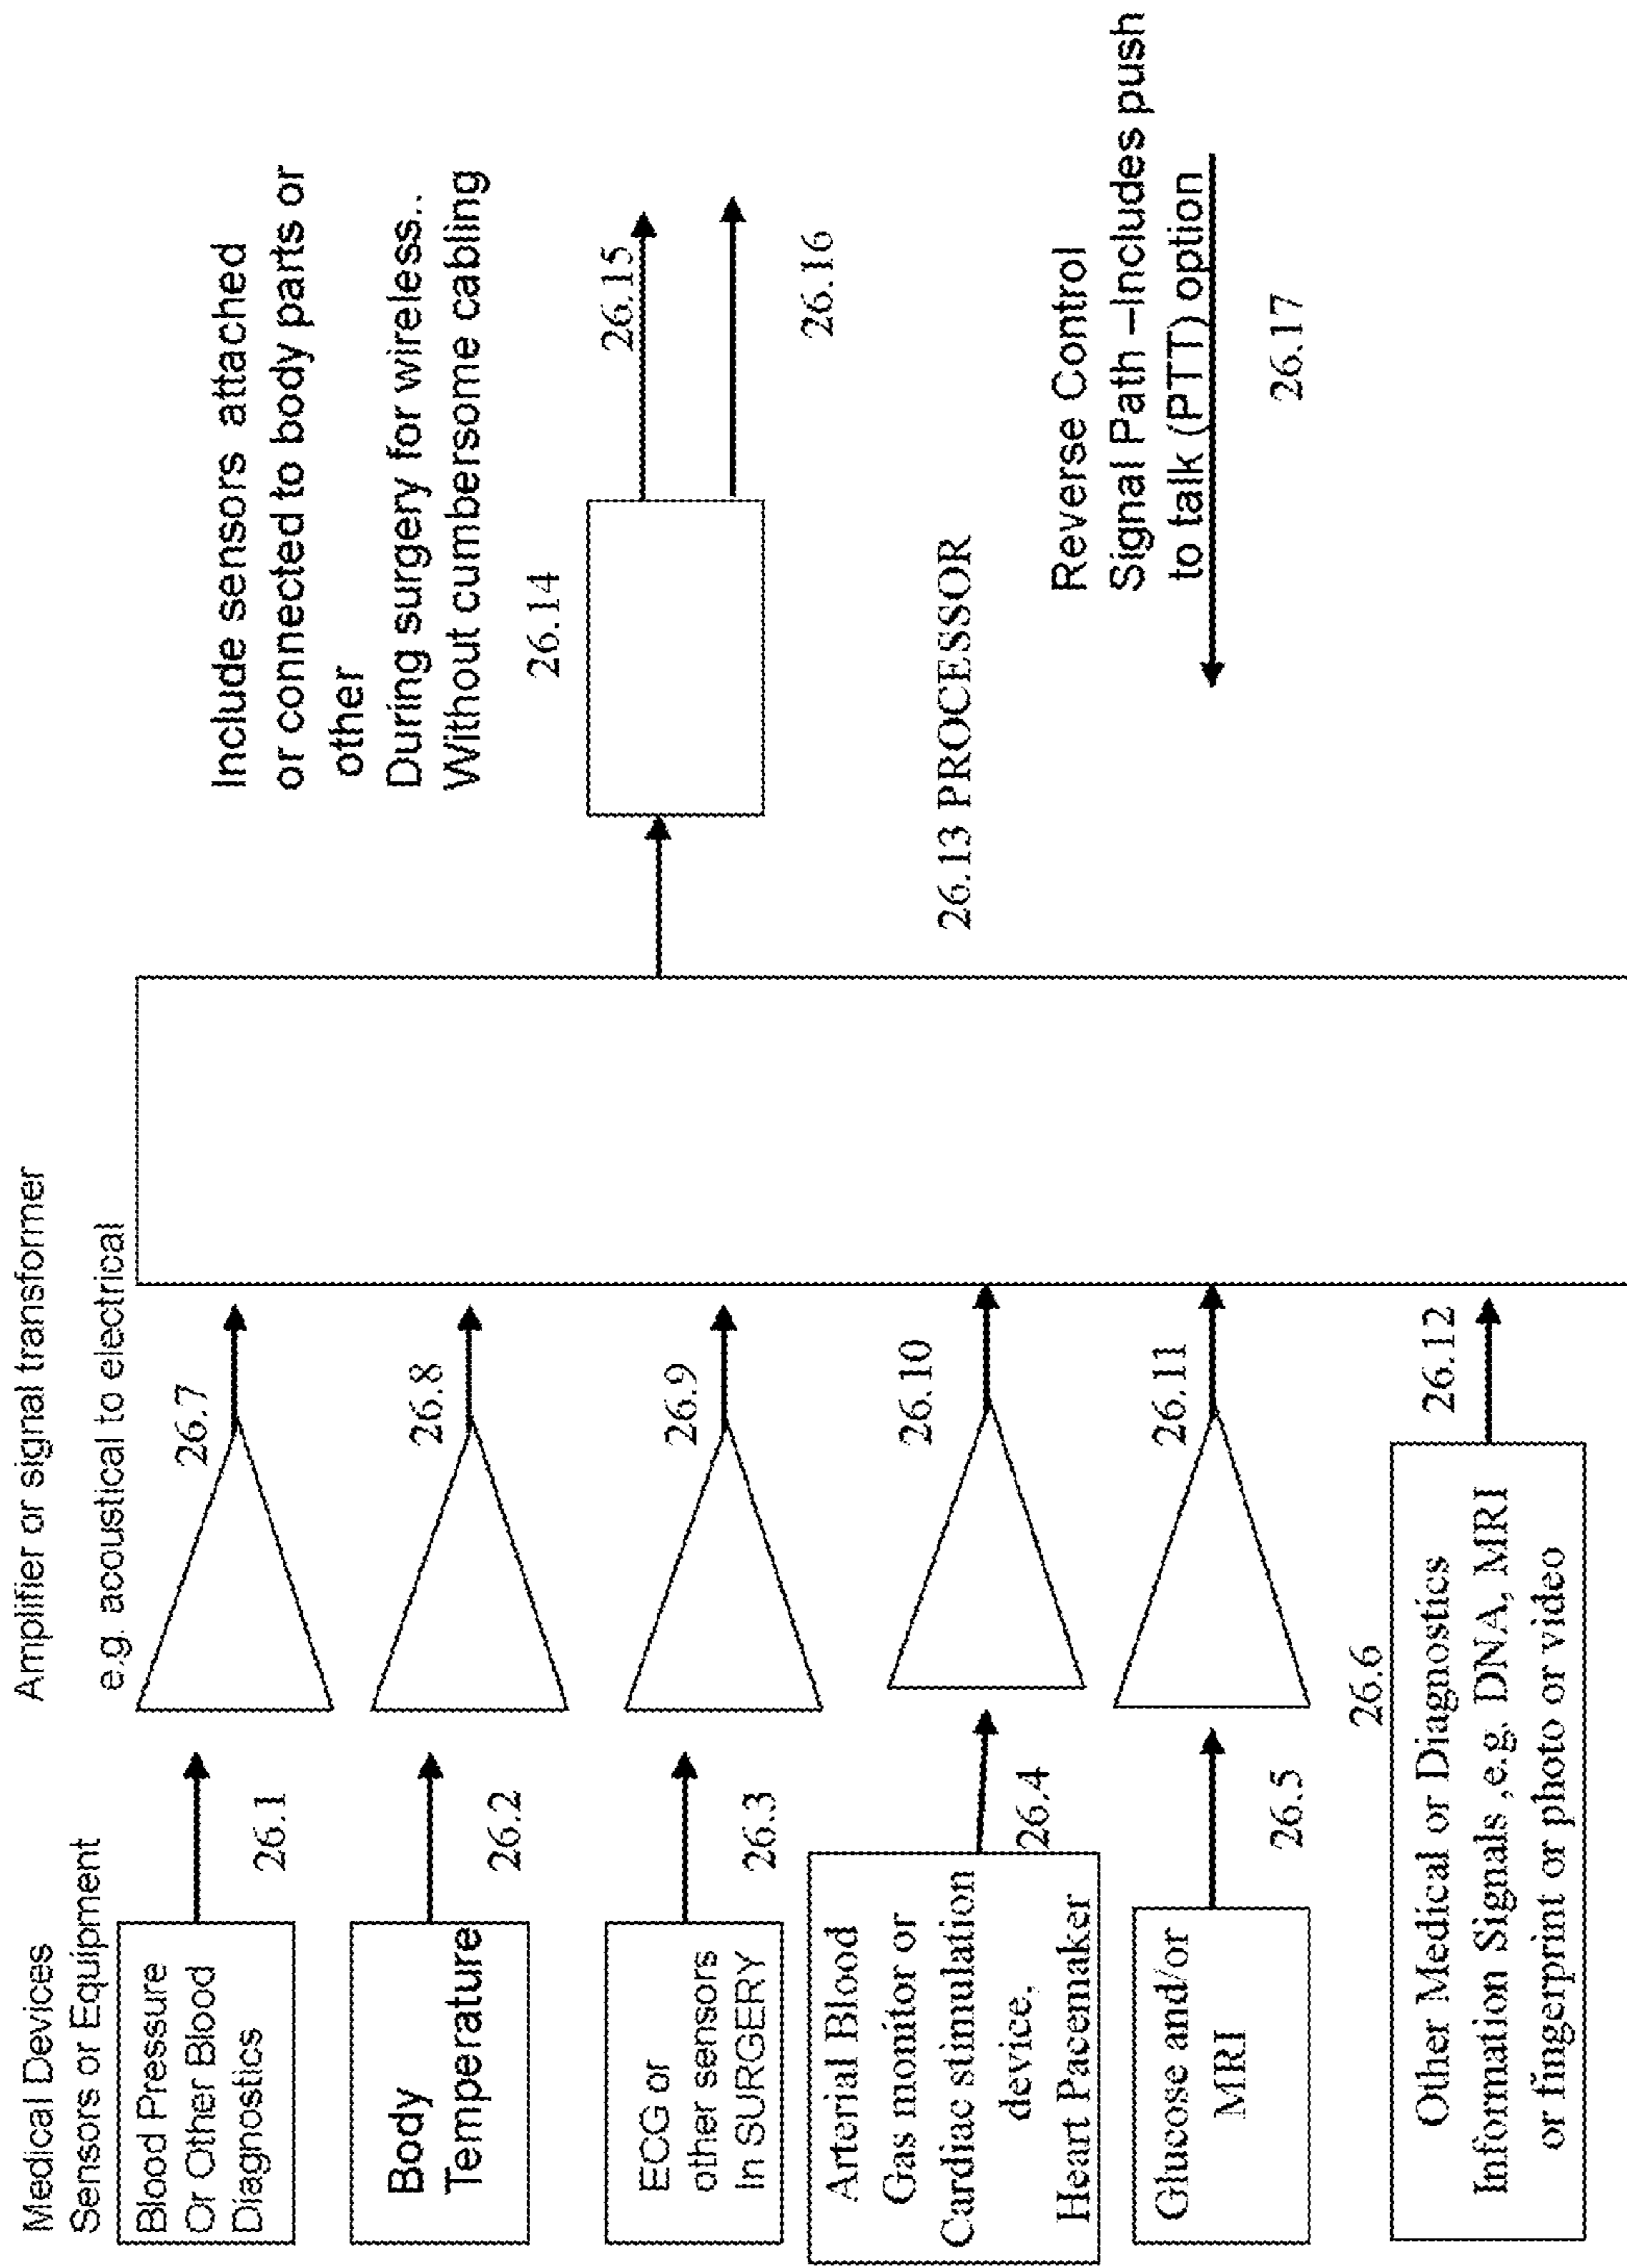 Medical Devices
Sensors or Equipment
Amplifier or signal transformer
e.g. acoustical to electrical
Blood Pressure
Or Other Blood
Diagnostics
26.1
26.7
Body
Temperature
26.2
26.8
ECG or
other sensors
In SURGERY
26.3
26.9
Arterial Blood
Gas monitor or
Cardiac stimulation
device,
Heart Pacemaker
26.4
26.10
Glucose and/or
MRI
26.5
26.11
26.6
Other Medical or Diagnostics
Information Signals ,e.g. DNA, MRI
or fingerprint or photo or video
26.12
Include sensors attached
or connected to body parts or
other
During surgery for wireless..
Without cumbersome cabling
26.14
26.15
26.16
26.13 PROCESSOR
Reverse Control
Signal Path –Includes push
to talk (PTT) option
26.17